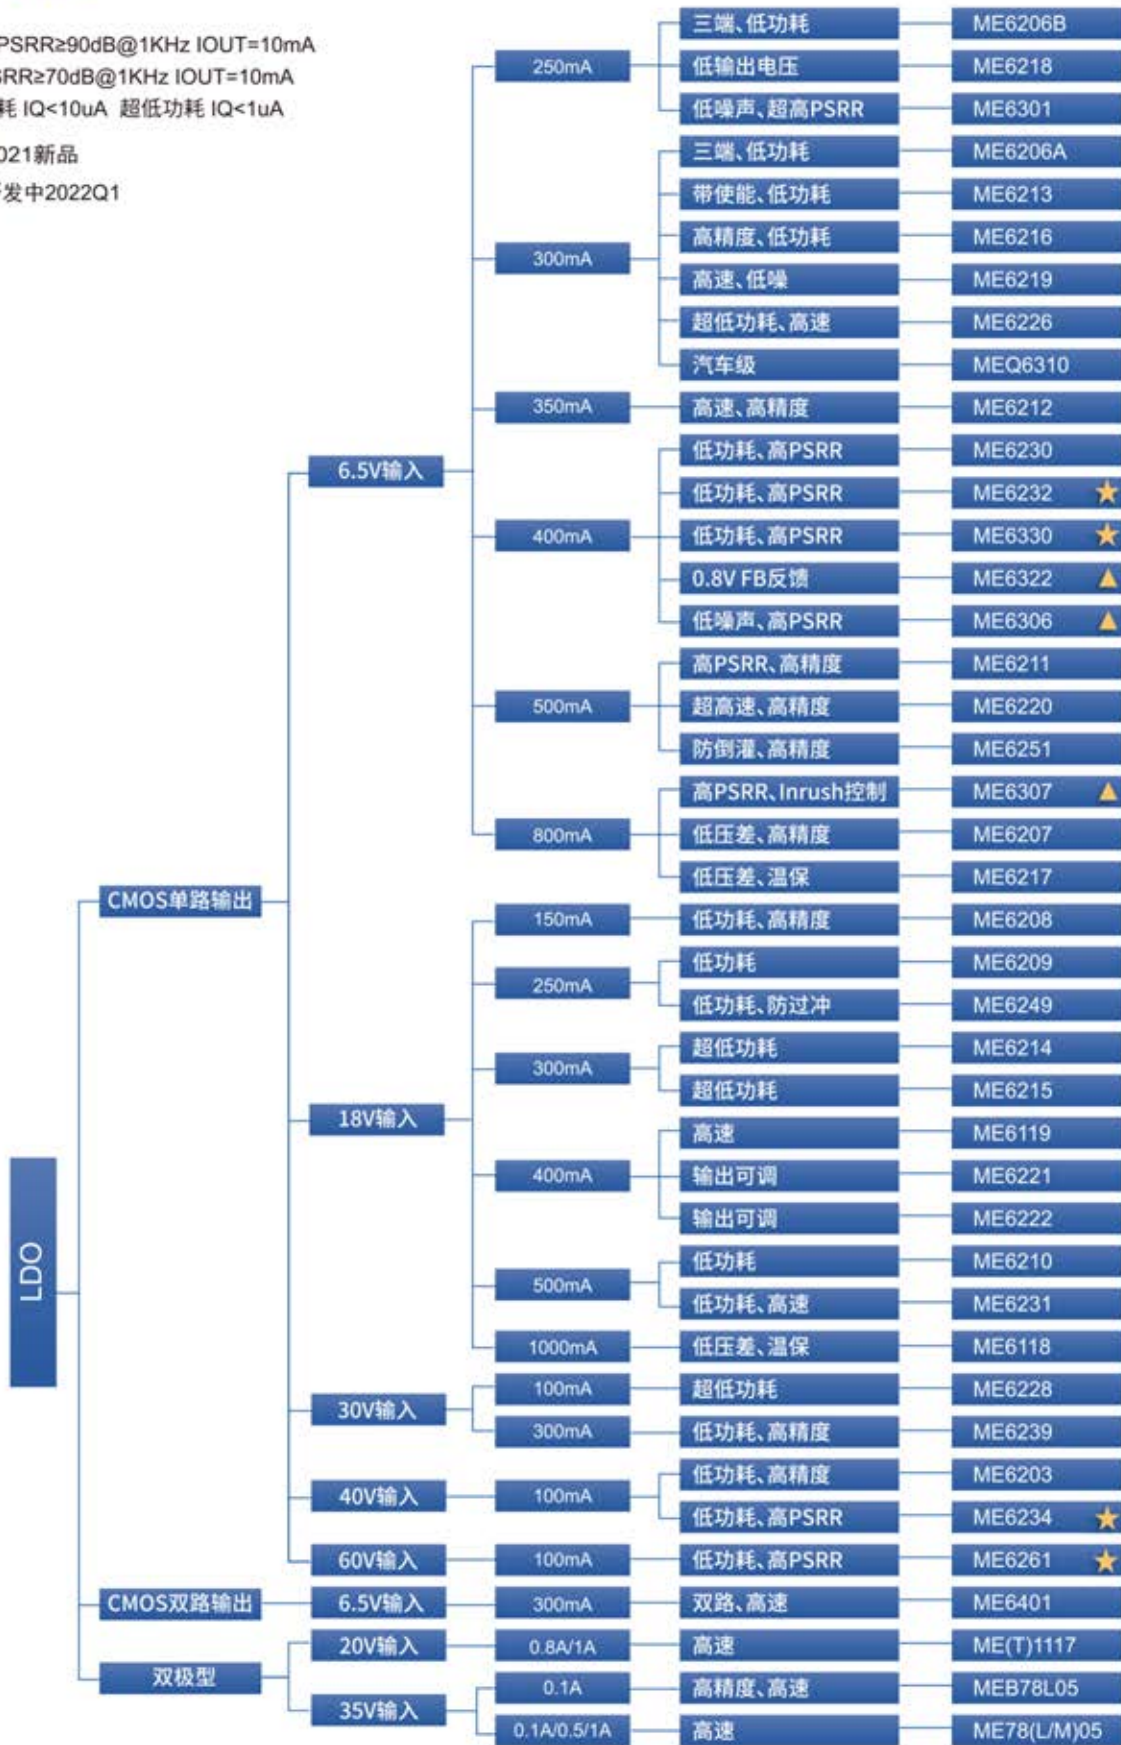 PSRR≥90dB@1KHz IOUT=10mA
SRR≥70dB@1KHz IOUT=10mA
耗 IQ<10uA 超低功耗 IQ<1uA
021新品
发中2022Q1
LDO
CMOS单路输出
6.5V输入
250mA
三端、低功耗 ME6206B
低输出电压 ME6218
低噪声、超高PSRR ME6301
300mA
三端、低功耗 ME6206A
带使能、低功耗 ME6213
高精度、低功耗 ME6216
高速、低噪 ME6219
超低功耗、高速 ME6226
汽车级 MEQ6310
350mA
高速、高精度 ME6212
400mA
低功耗、高PSRR ME6230
低功耗、高PSRR ME6232
低功耗、高PSRR ME6330
0.8V FB反馈 ME6322
低噪声、高PSRR ME6306
500mA
高PSRR、高精度 ME6211
超高速、高精度 ME6220
防倒灌、高精度 ME6251
800mA
高PSRR、Inrush控制 ME6307
低压差、高精度 ME6207
低压差、温保 ME6217
18V输入
150mA
低功耗、高精度 ME6208
250mA
低功耗 ME6209
低功耗、防过冲 ME6249
300mA
超低功耗 ME6214
超低功耗 ME6215
400mA
高速 ME6119
输出可调 ME6221
输出可调 ME6222
500mA
低功耗 ME6210
低功耗、高速 ME6231
1000mA
低压差、温保 ME6118
30V输入
100mA
超低功耗 ME6228
300mA
低功耗、高精度 ME6239
40V输入
100mA
低功耗、高精度 ME6203
低功耗、高PSRR ME6234
60V输入
100mA
低功耗、高PSRR ME6261
CMOS双路输出
6.5V输入
300mA
双路、高速 ME6401
双极型
20V输入
0.8A/1A
高速 ME(T)1117
35V输入
0.1A
高精度、高速 MEB78L05
0.1A/0.5/1A
高速 ME78(L/M)05